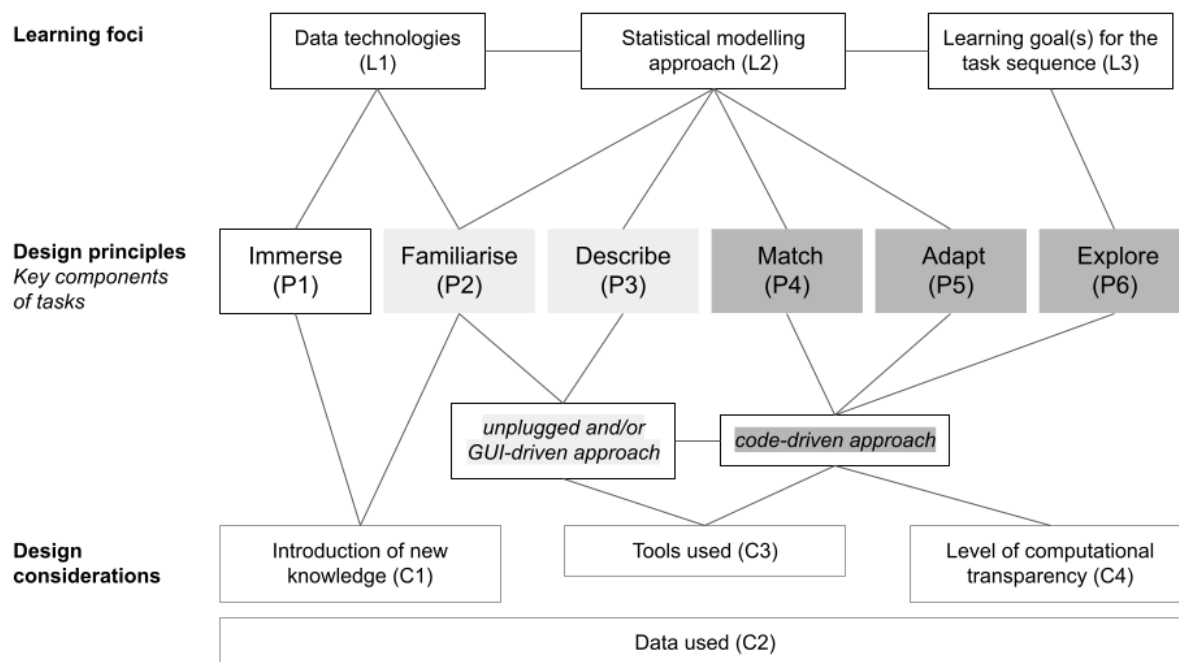 Learning foci
Data technologies
(L1)
Statistical modelling
approach (L2)
Learning goal(s) for the
task sequence (L3)
Design principles
Key components
of tasks
Immerse
(P1)
Familiarise
(P2)
Describe
(P3)
Match
(P4)
Adapt
(P5)
Explore
(P6)
unplugged and/or
GUI-driven approach
code-driven approach
Design
considerations
Introduction of new
knowledge (C1)
Tools used (C3)
Level of computational
transparency (C4)
Data used (C2)